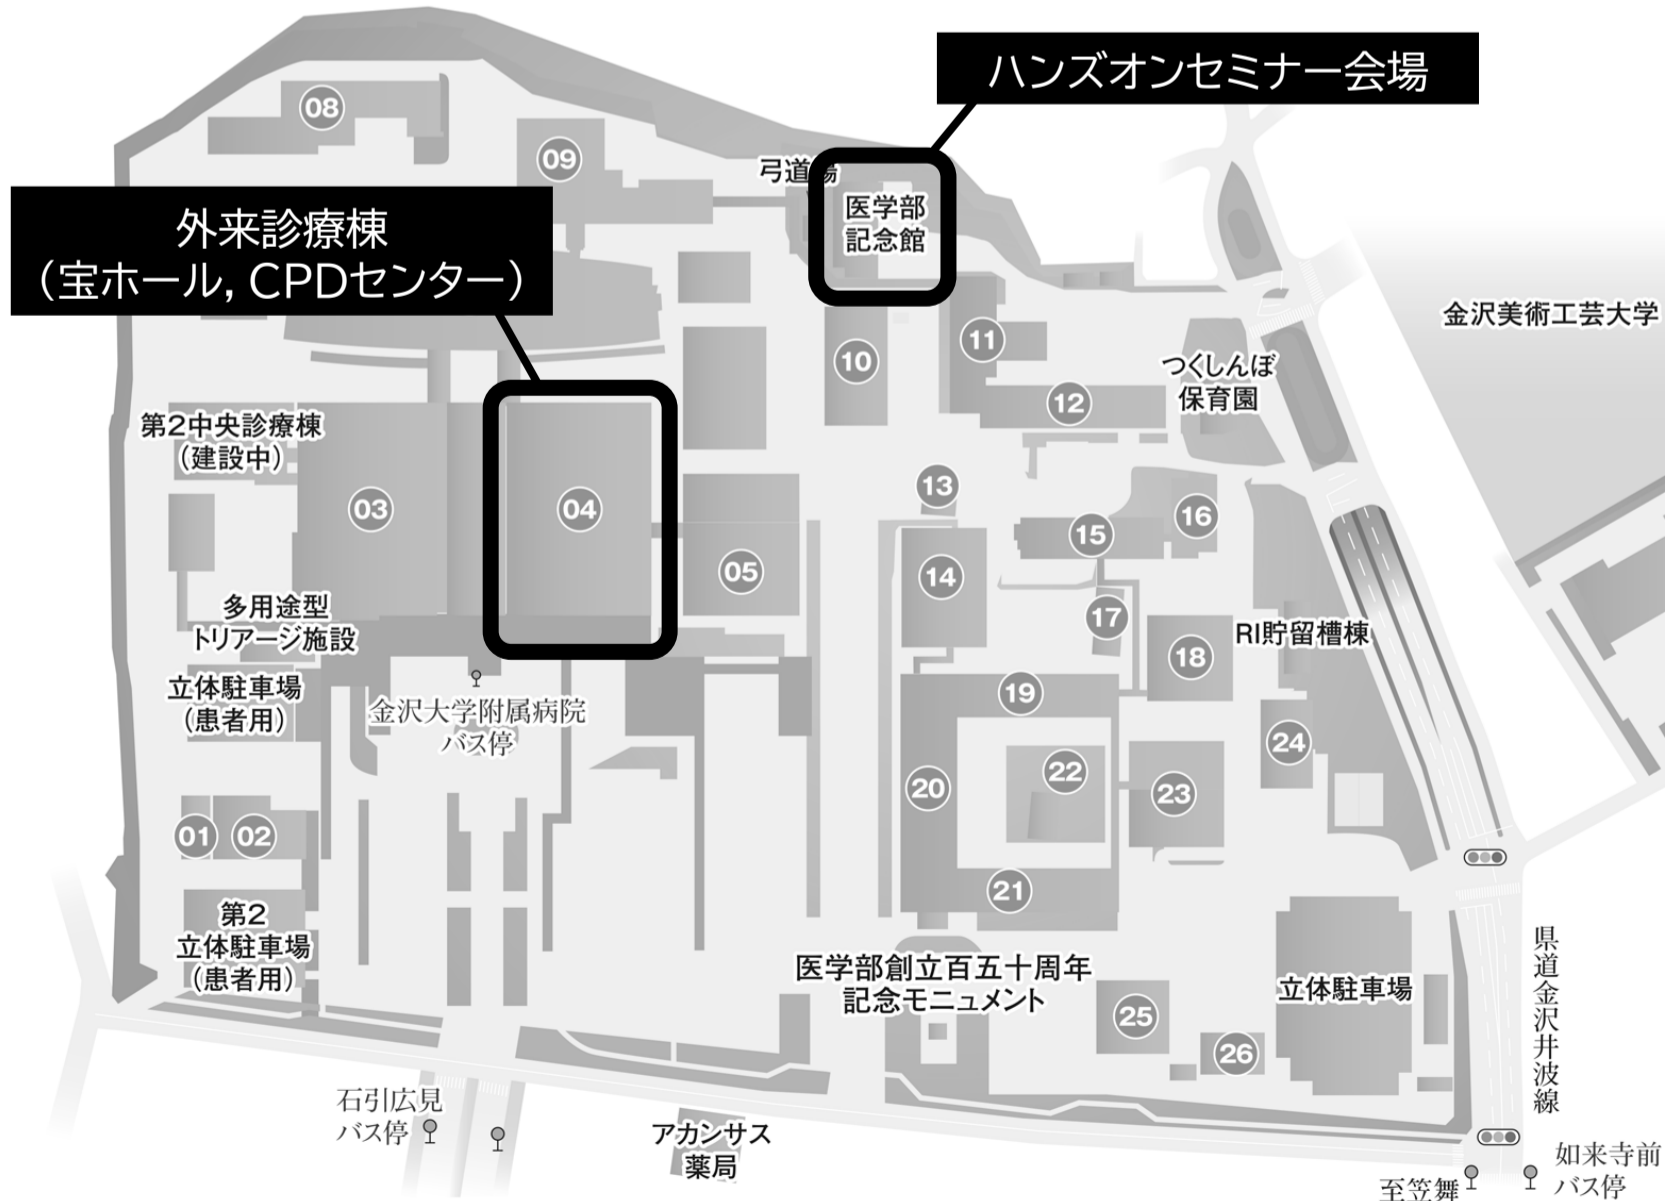 ハンズオンセミナー会場
08
09
弓道場
医学部
記念館
外来診療棟
（宝ホール, CPDセンター）
金沢美術工芸大学
10
11
つくしんぼ
保育園
12
第2中央診療棟
（建設中）
03
04
05
13
14
15
16
17
18
多用途型
トリアージ施設
RI貯留槽棟
立体駐車場
（患者用）
金沢大学附属病院
バス停
19
20
22
23
24
01
02
21
第2
立体駐車場
（患者用）
医学部創立百五十周年
記念モニュメント
25
26
立体駐車場
県道金沢井波線
石引広見
バス停
アカンサス
薬局
如来寺前
バス停
至笠舞